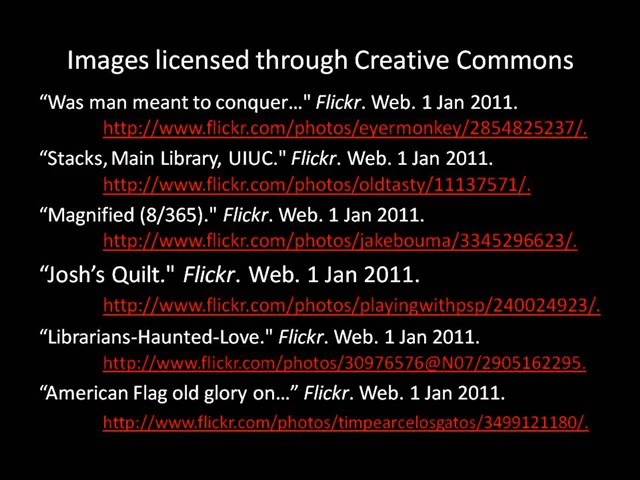 Images licensed through Creative Commons
“Was man meant to conquer…" Flickr. Web. 1 Jan 2011.
http://www.flickr.com/photos/eyermonkey/2854825237/.
“Stacks, Main Library, UIUC." Flickr. Web. 1 Jan 2011.
http://www.flickr.com/photos/oldtasty/11137571/.
“Magnified (8/365)." Flickr. Web. 1 Jan 2011.
http://www.flickr.com/photos/jakebouma/3345296623/.
“Josh’s Quilt." Flickr. Web. 1 Jan 2011.
http://www.flickr.com/photos/playingwithpsp/240024923/.
“Librarians-Haunted-Love." Flickr. Web. 1 Jan 2011.
http://www.flickr.com/photos/30976576@N07/2905162295.
“American Flag old glory on…” Flickr. Web. 1 Jan 2011.
http://www.flickr.com/photos/timpearcelosgatos/3499121180/.